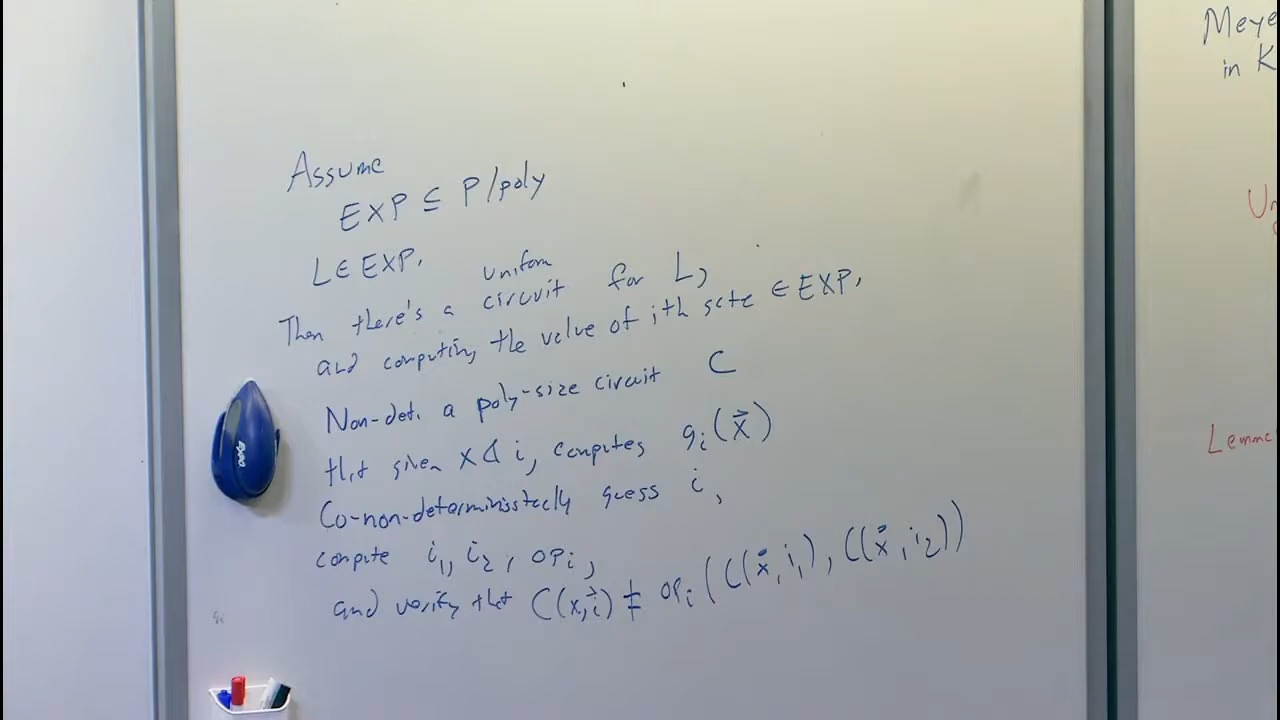 Assume
EXP ⊆ P/poly
L ∈ EXP.
uniform
Then there's a circuit for L,
and computing the value of ith gate ∈ EXP.
Non-det. a poly-size circuit C
that given x & i, computes g_i(x⃗)
Co-non-deterministically guess i,
compute i_1, i_2, OP_i,
and verify that C(x,i⃗) ≠ OP_i(C(x⃗, i_1), C(x⃗, i_2))
in K
EXPO